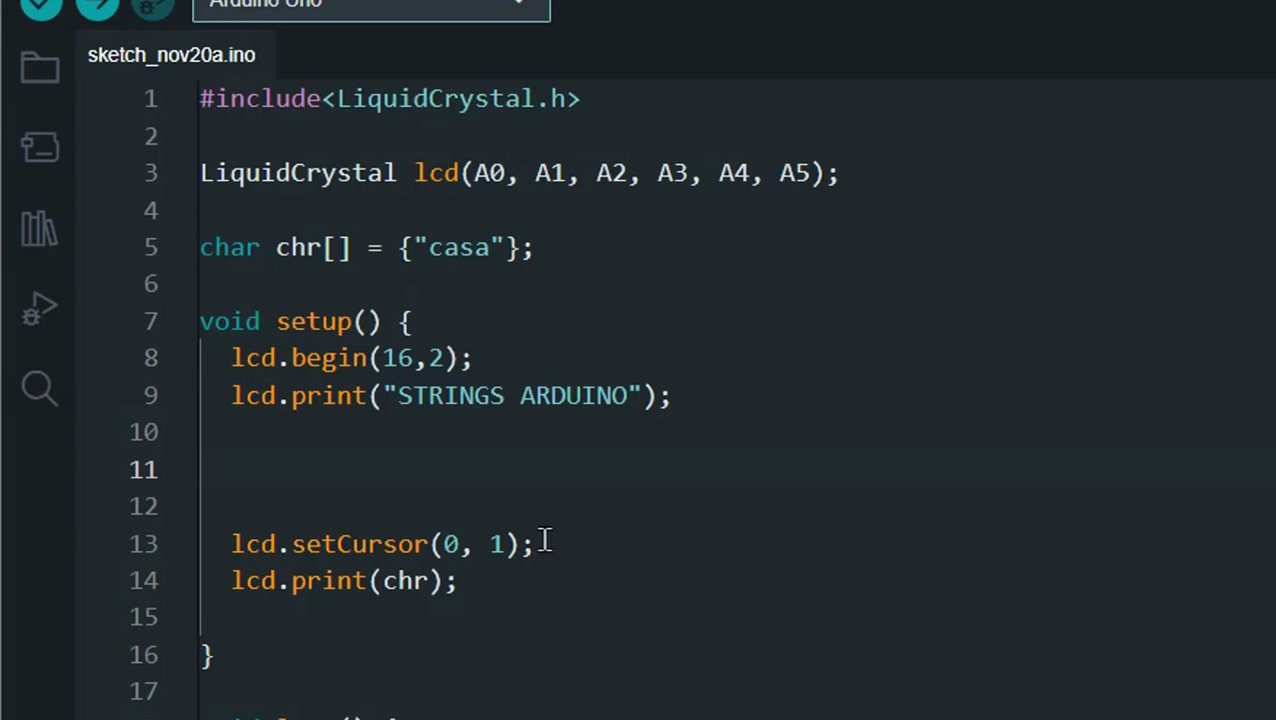 Arduino Uno
sketch_nov20a.ino
1 #include<LiquidCrystal.h>
2
3 LiquidCrystal lcd(A0, A1, A2, A3, A4, A5);
4
5 char chr[] = {"casa"};
6
7 void setup() {
8 lcd.begin(16,2);
9 lcd.print("STRINGS ARDUINO");
10
11
12
13 lcd.setCursor(0, 1);
14 lcd.print(chr);
15
16 }
17